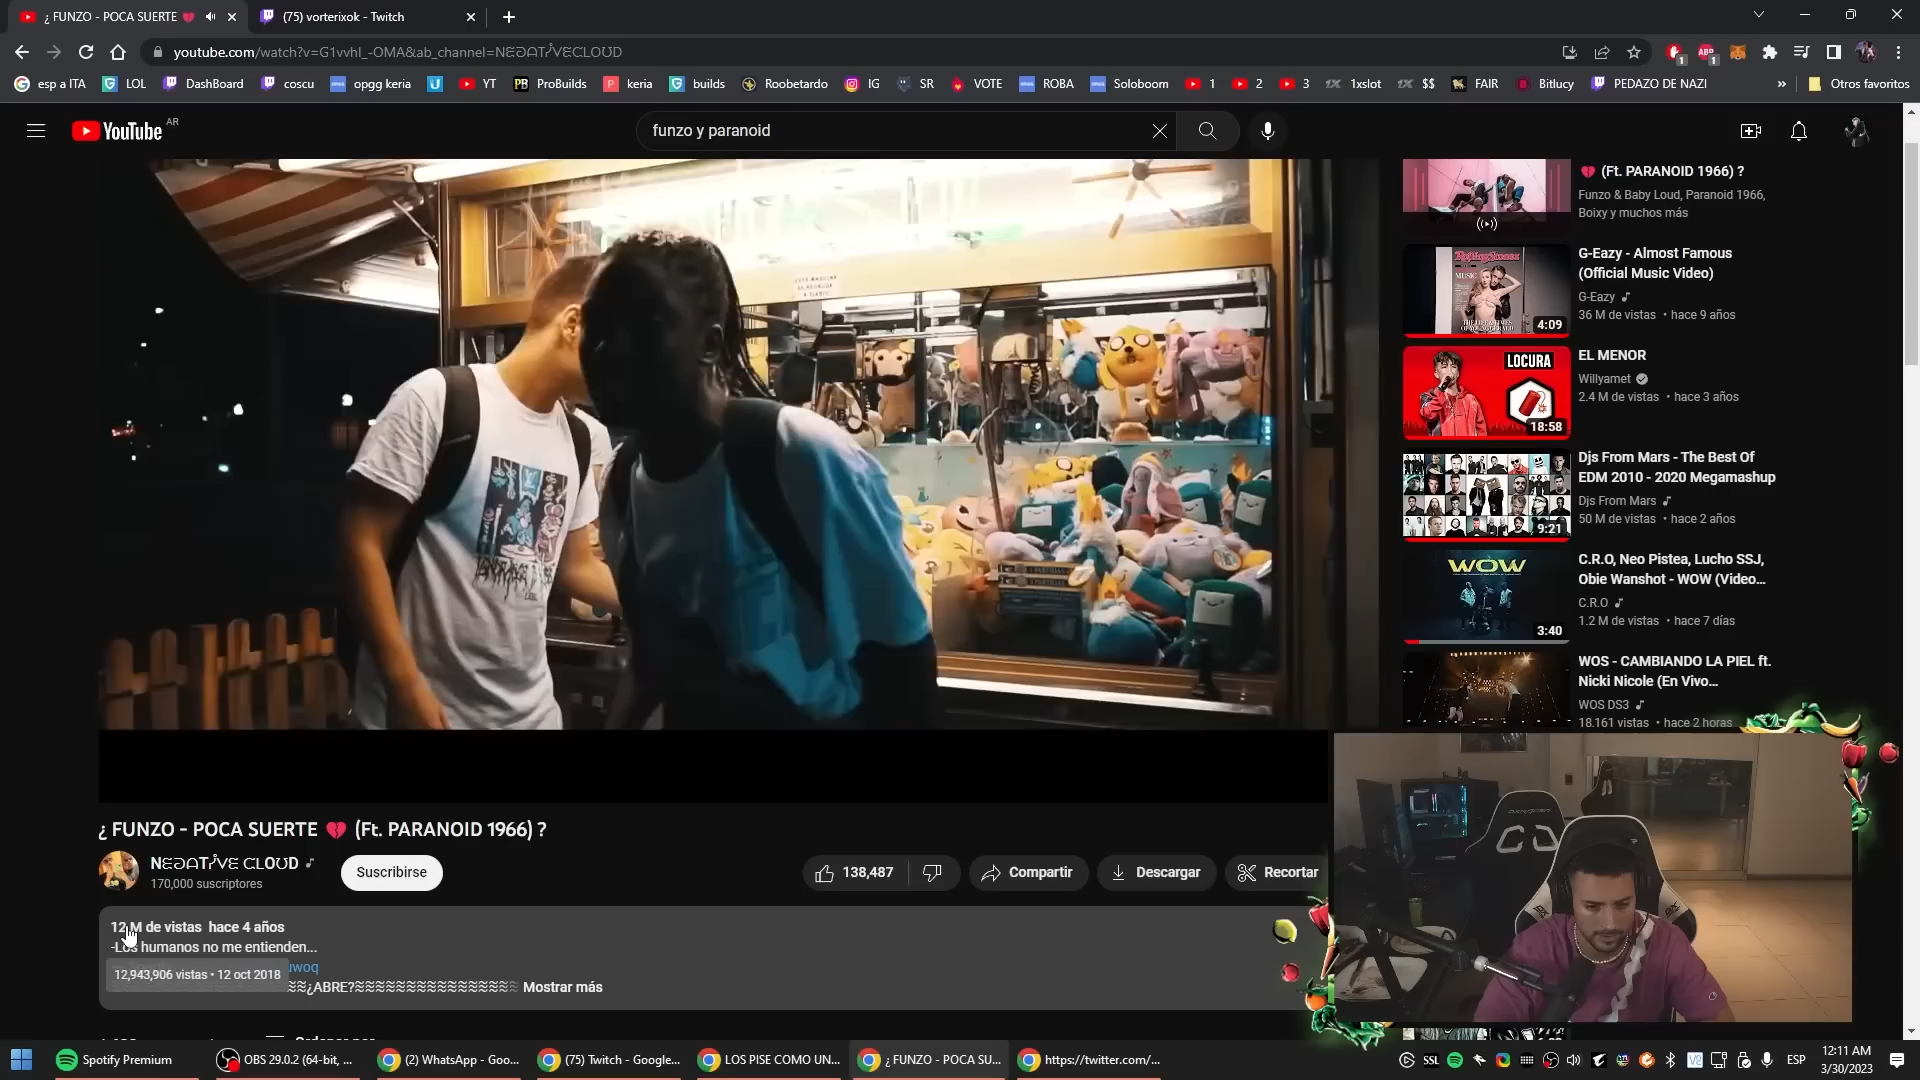 ¿ FUNZO - POCA SUERTE 💔
(75) vorterixok - Twitch
youtube.com/watch?v=G1vvhl_-OMA&ab_channel=NEGATIVECLOUD
esp a ITA
LOL
DashBoard
coscu
opgg keria
YT
ProBuilds
keria
builds
Roobetardo
IG
SR
VOTE
ROBA
Soloboom
1
2
3
1xslot
$$
FAIR
Bitlucy
PEDAZO DE NAZI
»
Otros favoritos
YouTube AR
funzo y paranoid
💔 (Ft. PARANOID 1966) ?
Funzo & Baby Loud, Paranoid 1966,
Boixy y muchos más
G-Eazy - Almost Famous
(Official Music Video)
G-Eazy ♪
36 M de vistas • hace 9 años
4:09
EL MENOR
Willyamet
2.4 M de vistas • hace 3 años
LOCURA
18:58
Djs From Mars - The Best Of
EDM 2010 - 2020 Megamashup
Djs From Mars ♪
50 M de vistas • hace 2 años
9:21
C.R.O, Neo Pistea, Lucho SSJ,
Obie Wanshot - WOW (Video...
C.R.O ♪
1.2 M de vistas • hace 7 días
WOW
3:40
WOS - CAMBIANDO LA PIEL ft.
Nicki Nicole (En Vivo...
WOS DS3 ♪
18.161 vistas • hace 2 horas
¿ FUNZO - POCA SUERTE 💔 (Ft. PARANOID 1966) ?
NEGATIVE CLOUD ♪
170,000 suscriptores
Suscribirse
138,487
Compartir
Descargar
Recortar
12 M de vistas hace 4 años
-Los humanos no me entienden...
uwoq
12,943,906 vistas • 12 oct 2018
≋≋¿ABRE?≋≋≋≋≋≋≋≋≋≋≋≋≋≋≋≋ Mostrar más
Spotify Premium
OBS 29.0.2 (64-bit, ...
(2) WhatsApp - Goo...
(75) Twitch - Google...
LOS PISE COMO UN...
¿ FUNZO - POCA SU...
https://twitter.com/...
SSL
ESP
12:11 AM
3/30/2023